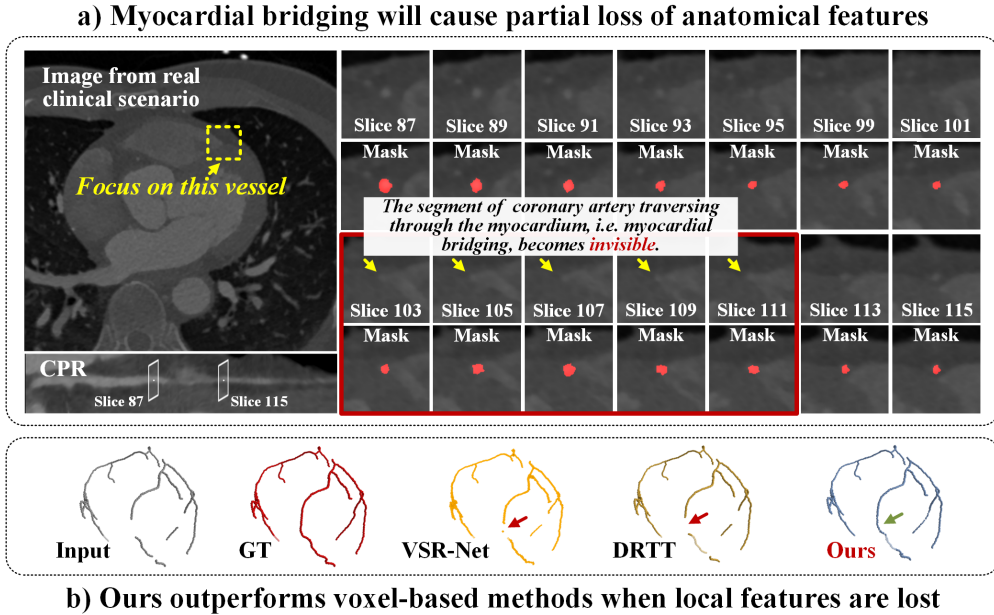 a) Myocardial bridging will cause partial loss of anatomical features
Image from real
clinical scenario
Focus on this vessel
CPR
Slice 87
Slice 115
Slice 87
Slice 89
Slice 91
Slice 93
Slice 95
Slice 99
Slice 101
Mask
Mask
Mask
Mask
Mask
Mask
Mask
The segment of coronary artery traversing
through the myocardium, i.e. myocardial
bridging, becomes invisible.
Slice 103
Slice 105
Slice 107
Slice 109
Slice 111
Slice 113
Slice 115
Mask
Mask
Mask
Mask
Mask
Mask
Mask
Input
GT
VSR-Net
DRTT
Ours
b) Ours outperforms voxel-based methods when local features are lost